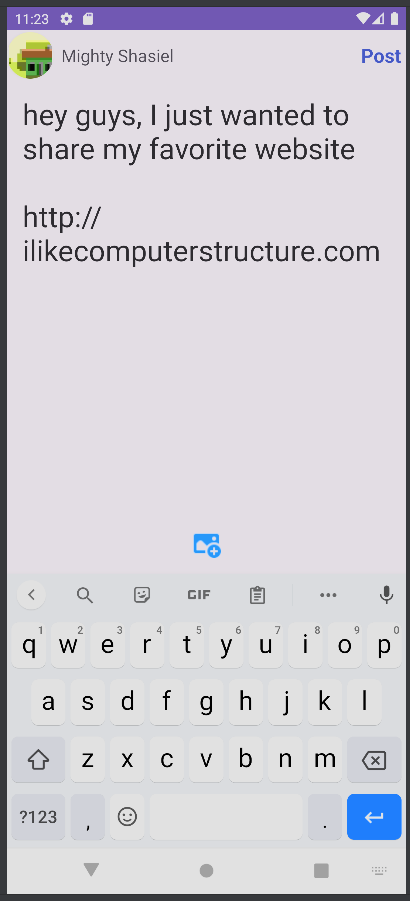 11:23
Mighty Shasiel
Post
hey guys, I just wanted to
share my favorite website
http://
ilikecomputerstructure.com
GIF
1 2 3 4 5 6 7 8 9 0
q w e r t y u i o p
a s d f g h j k l
z x c v b n m
?123 , .